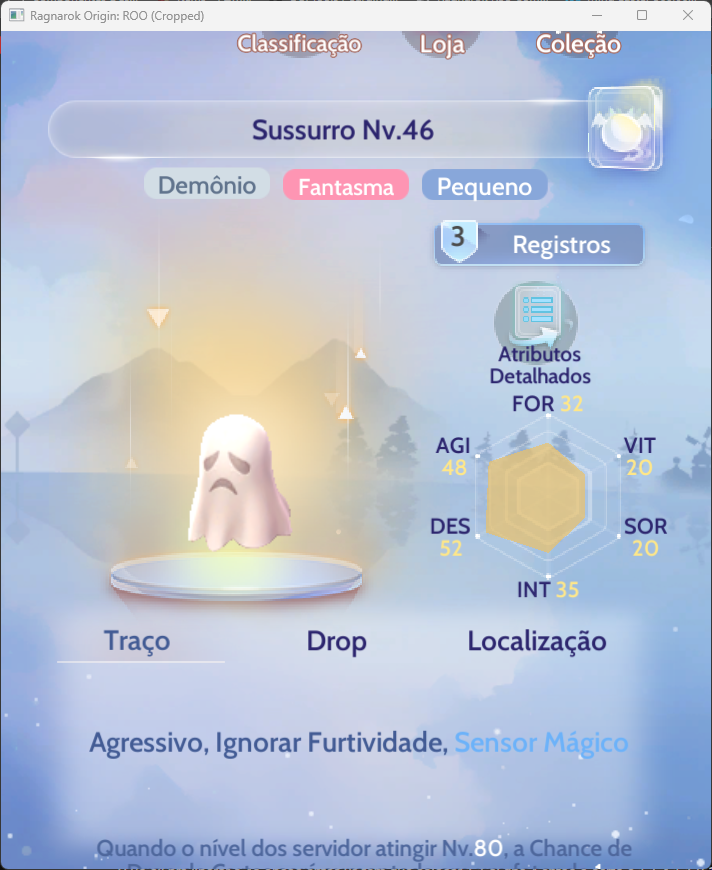 Ragnarok Origin: ROO (Cropped)
Classificação
Loja
Coleção
Sussurro Nv.46
Demônio
Fantasma
Pequeno
3
Registros
Atributos
Detalhados
FOR 32
AGI
48
VIT
20
DES
52
SOR
20
INT 35
Traço
Drop
Localização
Agressivo, Ignorar Furtividade, Sensor Mágico
Quando o nível dos servidor atingir Nv.80, a Chance de